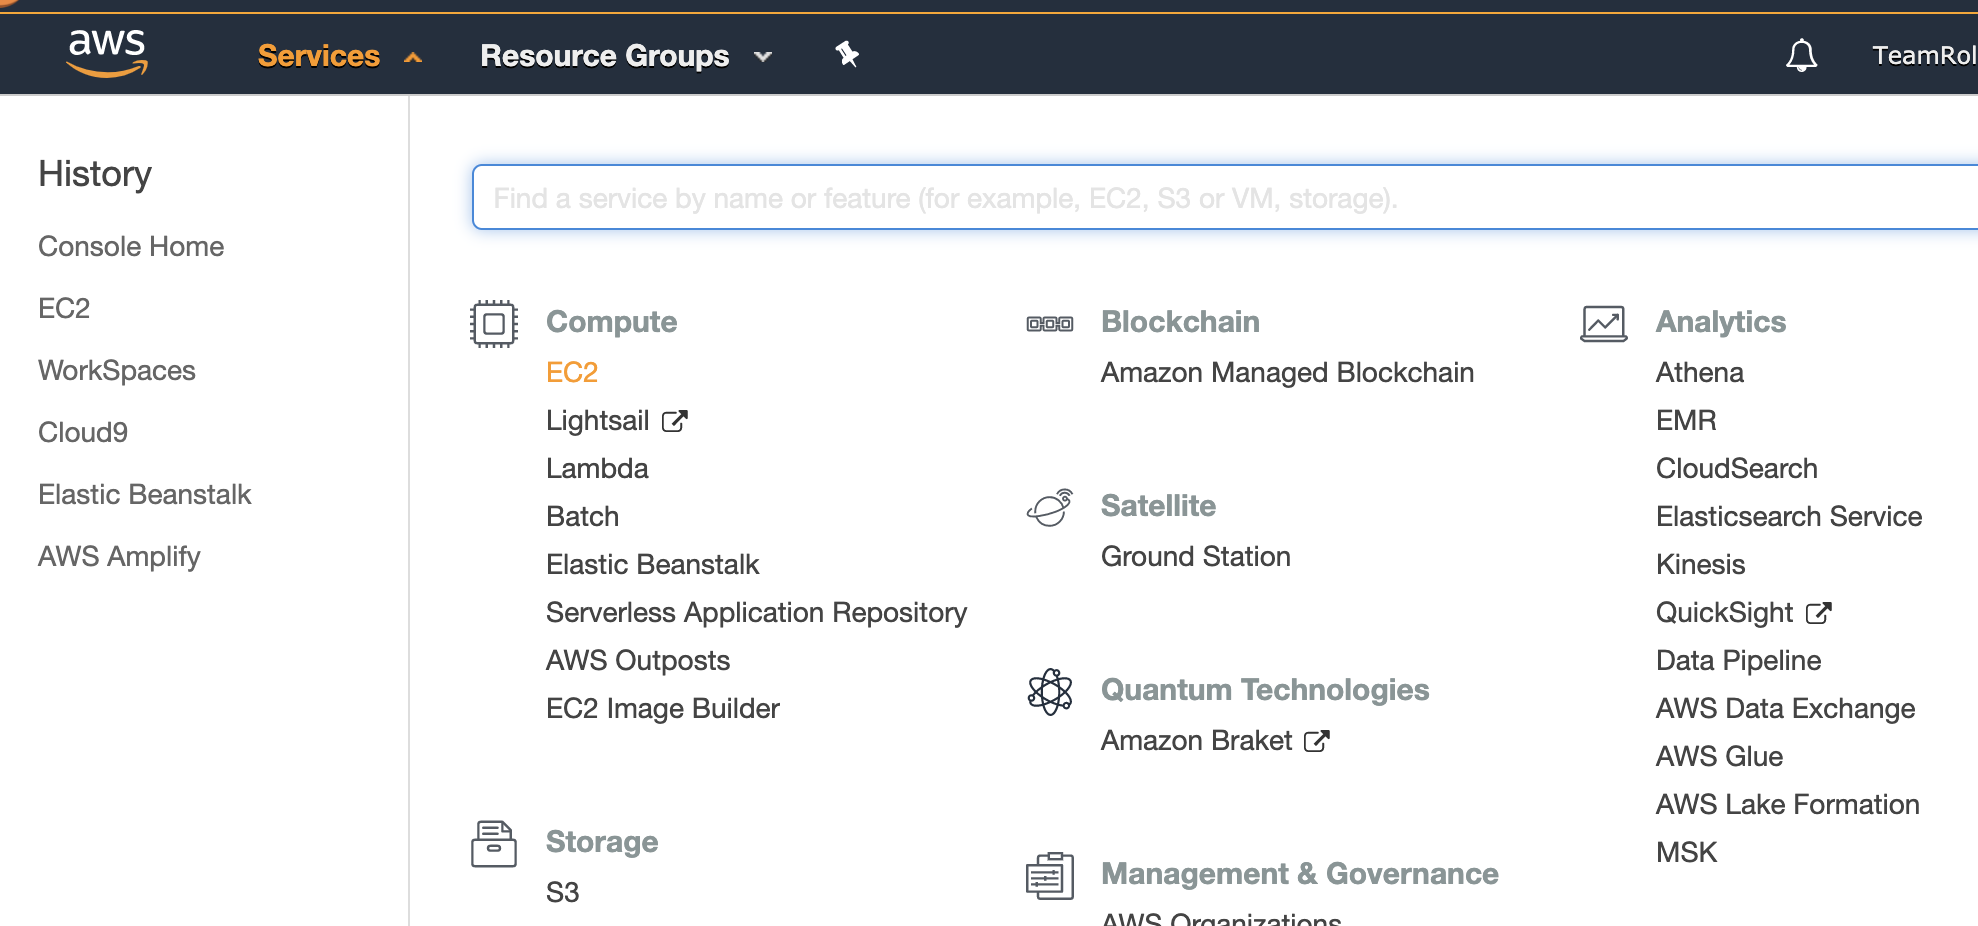 aws
Services
Resource Groups
TeamRol
History
Console Home
EC2
WorkSpaces
Cloud9
Elastic Beanstalk
AWS Amplify
Find a service by name or feature (for example, EC2, S3 or VM, storage).
Compute
EC2
Lightsail
Lambda
Batch
Elastic Beanstalk
Serverless Application Repository
AWS Outposts
EC2 Image Builder
Storage
S3
Blockchain
Amazon Managed Blockchain
Satellite
Ground Station
Quantum Technologies
Amazon Braket
Management & Governance
AWS Organizations
Analytics
Athena
EMR
CloudSearch
Elasticsearch Service
Kinesis
QuickSight
Data Pipeline
AWS Data Exchange
AWS Glue
AWS Lake Formation
MSK